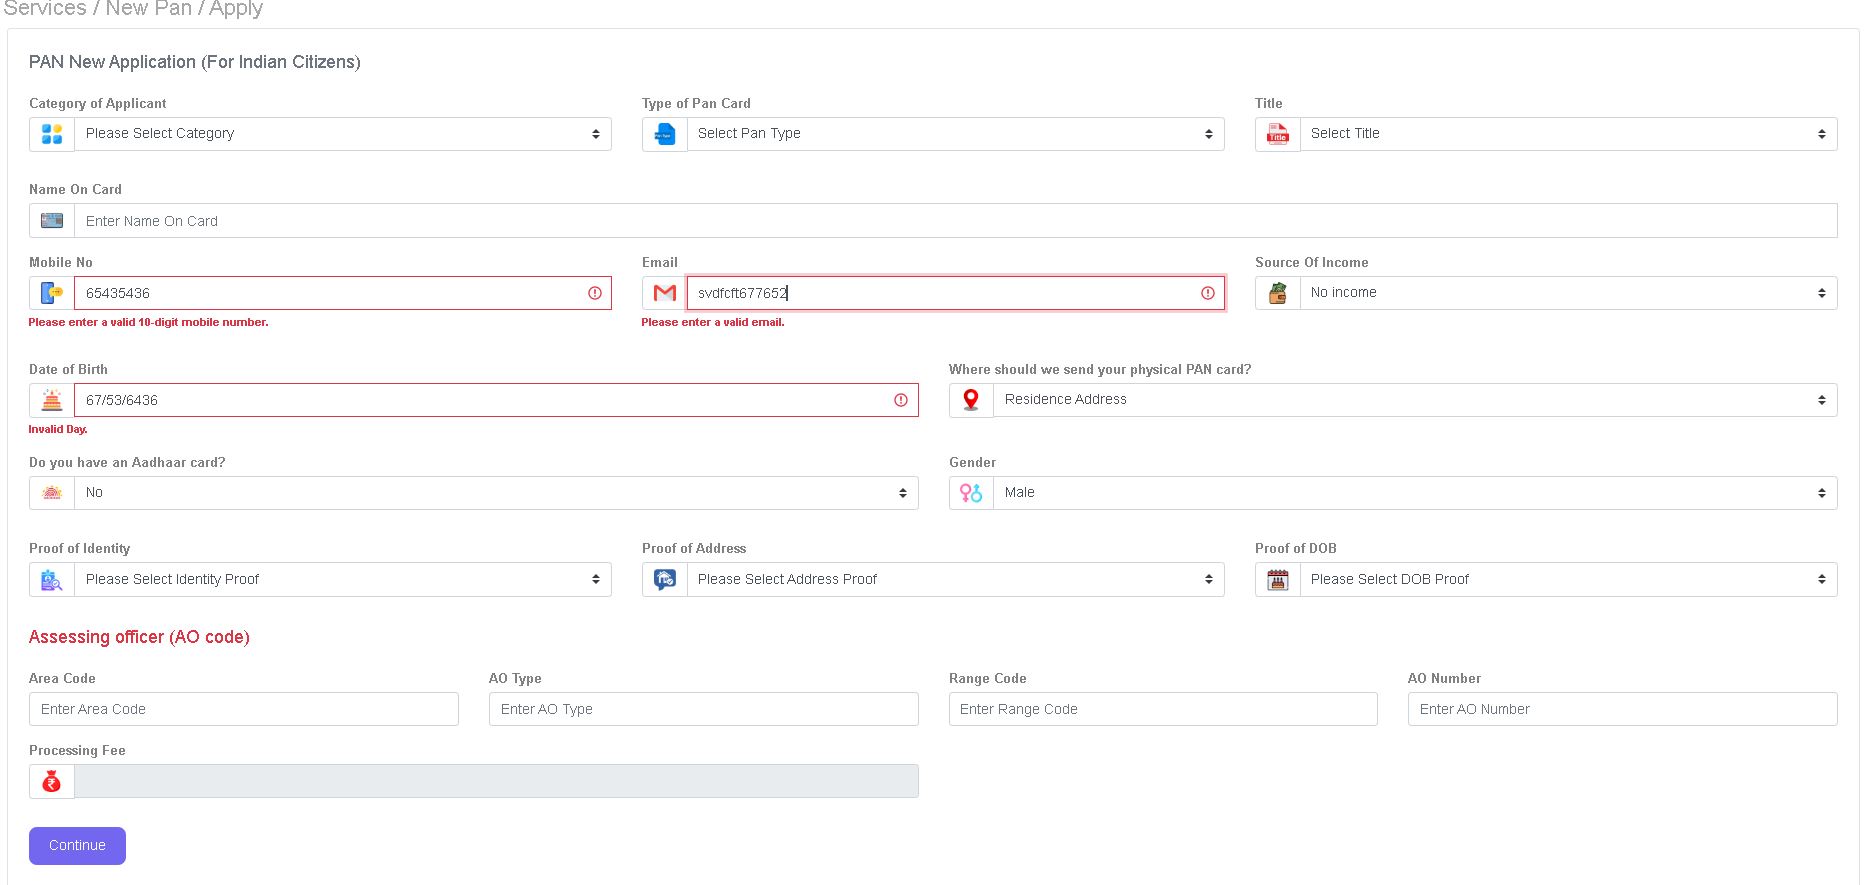 Services / New Pan / Apply
PAN New Application (For Indian Citizens)
Category of Applicant
Please Select Category
Type of Pan Card
Select Pan Type
Title
Title
Select Title
Name On Card
Enter Name On Card
Mobile No
65435436
Please enter a valid 10-digit mobile number.
Email
svdfcft677652
Please enter a valid email.
Source Of Income
No income
Date of Birth
67/53/6436
Invalid Day.
Where should we send your physical PAN card?
Residence Address
Do you have an Aadhaar card?
No
Gender
Male
Proof of Identity
Please Select Identity Proof
Proof of Address
Please Select Address Proof
Proof of DOB
Please Select DOB Proof
Assessing officer (AO code)
Area Code
Enter Area Code
AO Type
Enter AO Type
Range Code
Enter Range Code
AO Number
Enter AO Number
Processing Fee
₹
Continue